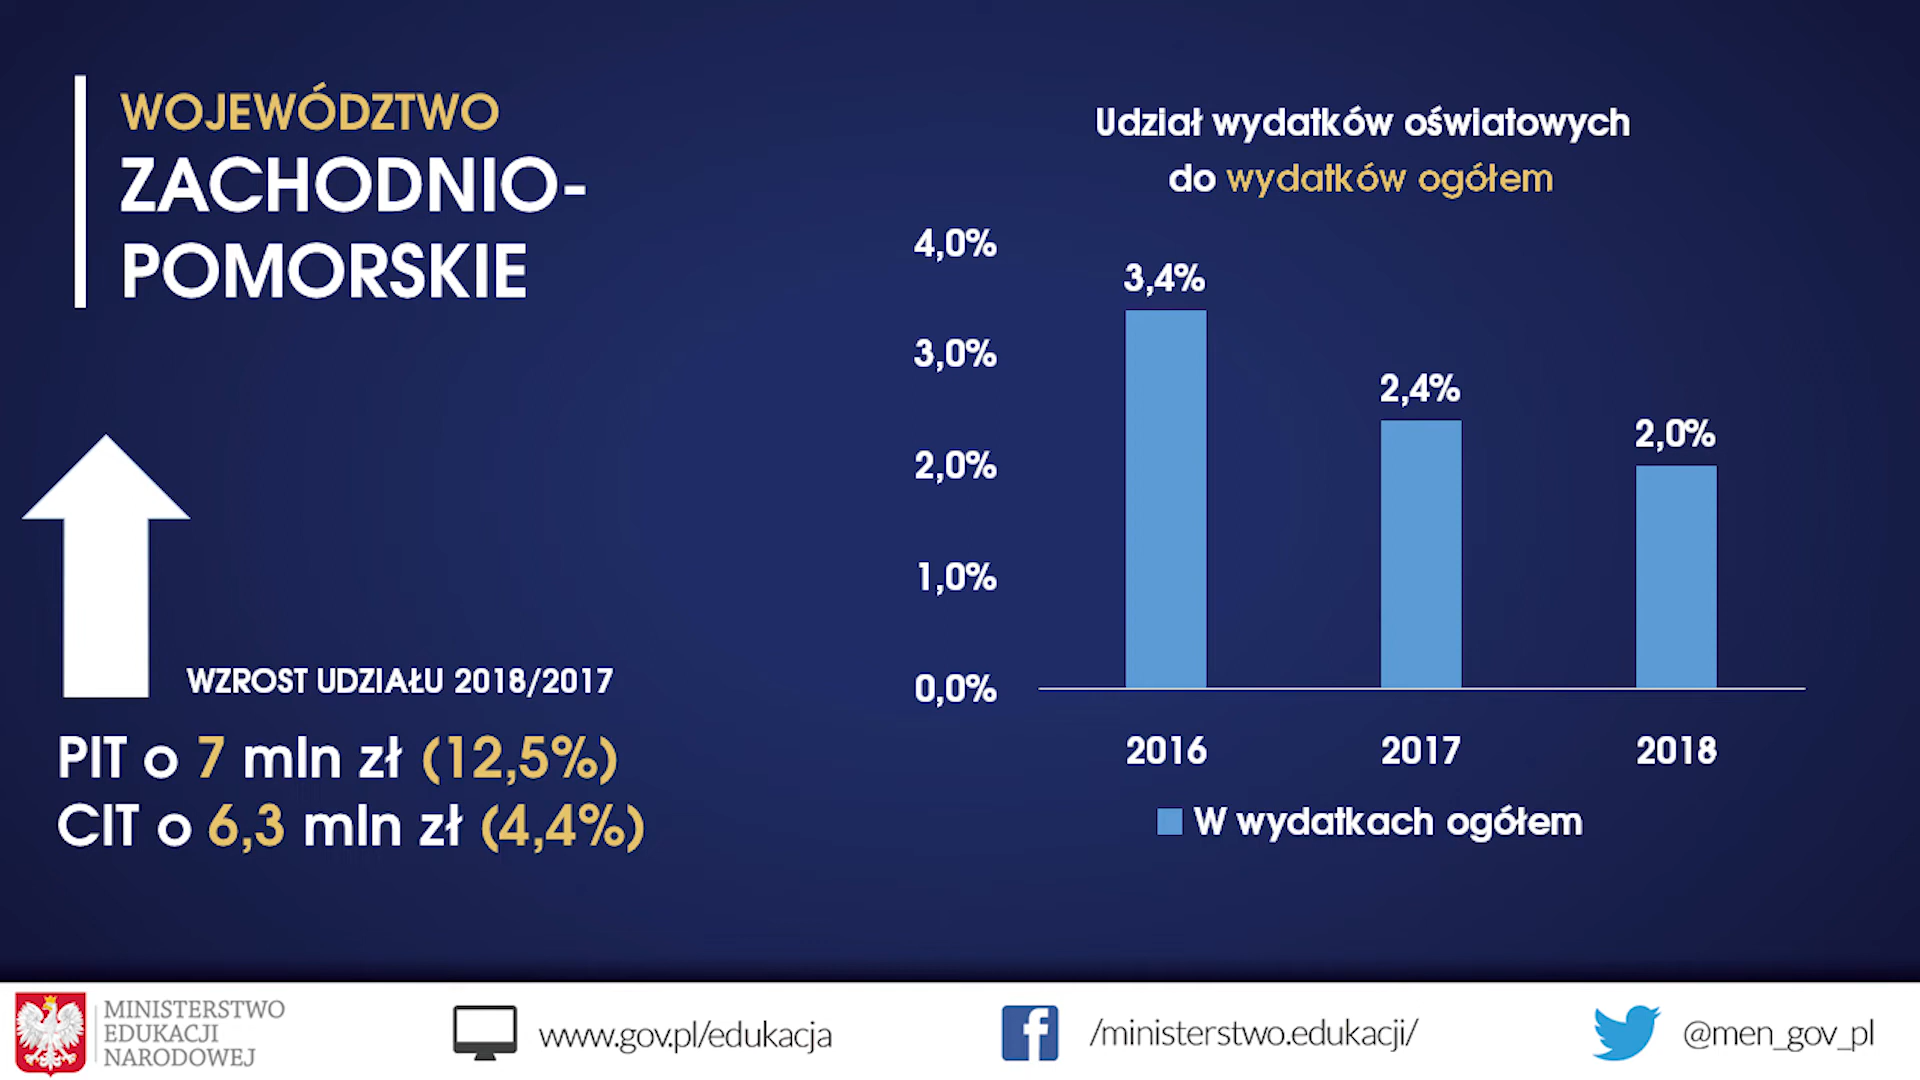 WOJEWÓDZTWO
ZACHODNIO-
POMORSKIE
WZROST UDZIAŁU 2018/2017
PIT o 7 mln zł (12,5%)
CIT o 6,3 mln zł (4,4%)
Udział wydatków oświatowych
do wydatków ogółem
4,0%
3,0%
2,0%
1,0%
0,0%
3,4%
2,4%
2,0%
2016 2017 2018
W wydatkach ogółem
MINISTERSTWO
EDUKACJI
NARODOWEJ
www.gov.pl/edukacja
/ministerstwo.edukacji/
@men_gov_pl